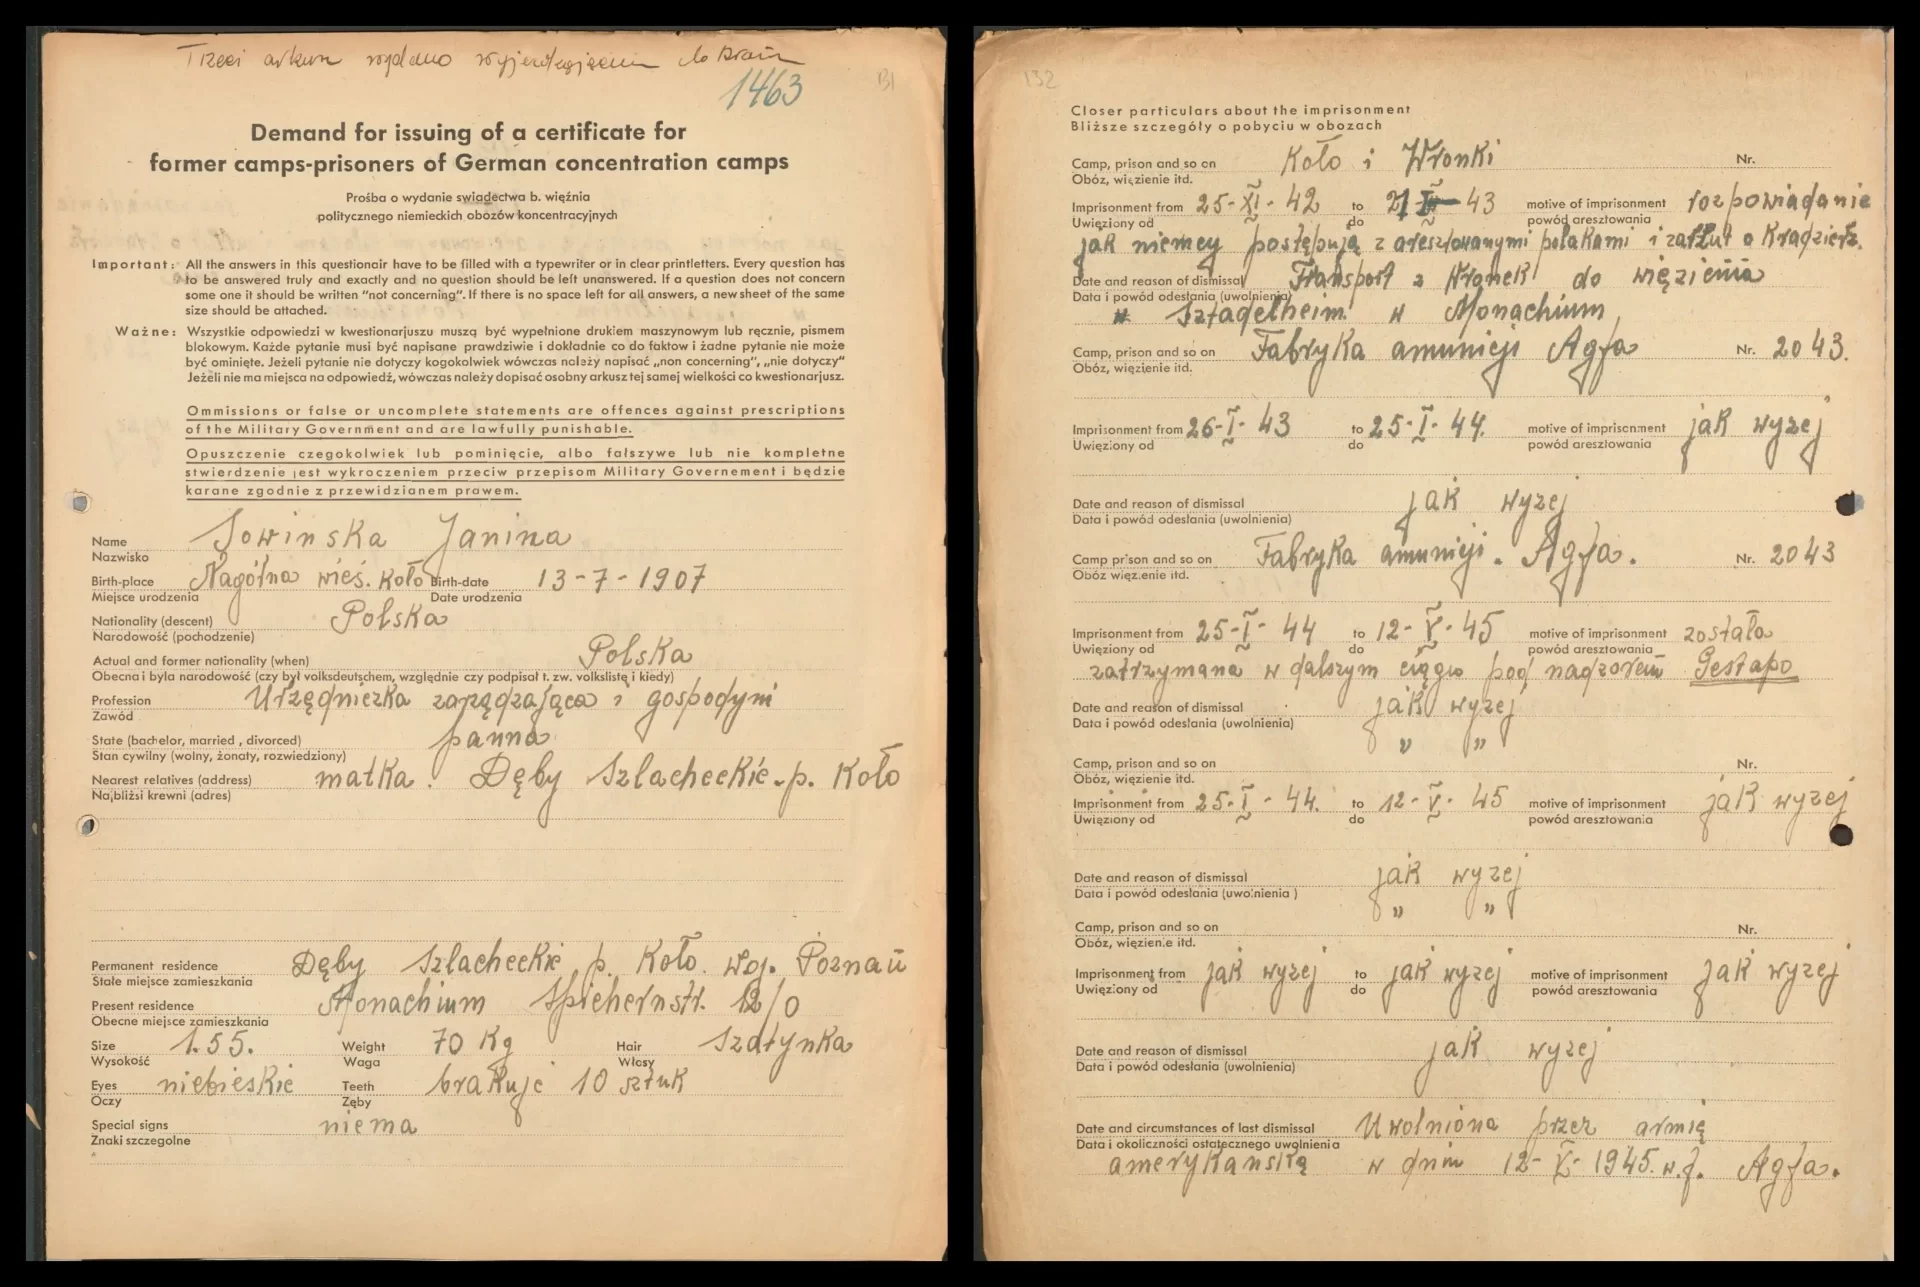 Trzeci arkusz wydano wyjeżdżającemu do kraju
1463
B1
Demand for issuing of a certificate for
former camps-prisoners of German concentration camps
Prośba o wydanie swiadectwa b. więźnia
politycznego niemieckich obozów koncentracyjnych
Important: All the answers in this questionair have to be filled with a typewriter or in clear printletters. Every question has
to be answered truly and exactly and no question should be left unanswered. If a question does not concern
some one it should be written "not concerning". If there is no space left for all answers, a new sheet of the same
size should be attached.
Ważne: Wszystkie odpowiedzi w kwestionarjuszu muszą być wypełnione drukiem maszynowym lub ręcznie, pismem
blokowym. Każde pytanie musi być napisane prawdziwie i dokładnie co do faktow i żadne pytanie nie może
być ominięte. Jeżeli pytanie nie dotyczy kogokolwiek wówczas należy napisać „non concerning", „nie dotyczy"
Jeżeli nie ma miejsca na odpowiedź, wówczas należy dopisać osobny arkusz tej samej wielkości co kwestionarjusz.
Ommissions or false or uncomplete statements are offences against prescriptions
of the Military Government and are lawfully punishable.
Opuszczenie czegokolwiek lub pominięcie, albo fałszywe lub nie kompletne
stwierdzenie jest wykroczeniem przeciw przepisom Military Governement i będzie
karane zgodnie z przewidzianem prawem.
Name Sowinska Janina
Nazwisko
Birth-place Nagórna wieś. Koło Birth-date 13-7-1907
Miejsce urodzenia Date urodzenia
Nationality (descent) Polska
Narodowość (pochodzenie)
Actual and former nationality (when) Polska
Obecna i byla narodowość (czy był volksdeutschem, względnie czy podpisał t. zw. volkslistę i kiedy)
Profession Urzędniczka zarządzająca i gospodyni
Zawód
State (bachelor, married, divorced) panna
Stan cywilny (wolny, żonaty, rozwiedziony)
Nearest relatives (address) matka. Dęby Szlacheckie - p. Koło
Najbliżsi krewni (adres)
Permanent residence Dęby Szlacheckie p. Koło. woj. Poznań
Stałe miejsce zamieszkania
Present residence Monachium Spichernstr. 12/0
Obecne miejsce zamieszkania
Size 1.55. Weight 70 Kg Hair Szatynka
Wysokość Waga Włosy
Eyes niebieskie Teeth brakuje 10 sztuk
Oczy Zęby
Special signs niema
Znaki szczegolne
132
Closer particulars about the imprisonment
Bliższe szczegóły o pobyciu w obozach
Camp, prison and so on Koło i Wronki Nr.
Obóz, więzienie itd.
Imprisonment from 25-XI-42 to 43 motive of imprisonment rozpowiadanie
Uwięziony od do powód aresztowania
jak niemcy postępują z aresztowanymi polakami i zarzut o Kradzież.
Date and reason of dismissal Transport z Wronek do więzienia
Data i powód odesłania (uwolnienia)
Sztadelheim w Monachium
Camp, prison and so on Fabryka amunicji Agfa Nr. 2043.
Obóz, więzienie itd.
Imprisonment from 26-I-43 to 25-I-44. motive of imprisonment jak wyzej
Uwięziony od do powód aresztowania
Date and reason of dismissal jak wyzej
Data i powód odesłania (uwolnienia)
Camp prison and so on Fabryka amunicji. Agfa. Nr. 2043
Obóz więzienie itd.
Imprisonment from 25-I-44 to 12-V-45 motive of imprisonment została
Uwięziony od do powód aresztowania
zatrzymana w dalszym ciągu pod nadzorem Gestapo
Date and reason of dismissal jak wyzej
Data i powód odesłania (uwolnienia) „ „
Camp, prison and so on Nr.
Obóz, więzienie itd.
Imprisonment from 25-I-44. to 12-V-45 motive of imprisonment jak wyzej
Uwięziony od do powód aresztowania
Date and reason of dismissal jak wyzej
Data i powód odesłania (uwolnienia) „ „
Camp, prison and so on Nr.
Obóz, więzienie itd.
Imprisonment from jak wyzej to jak wyzej motive of imprisonment jak wyzej
Uwięziony od do powód aresztowania
Date and reason of dismissal jak wyzej
Data i powód odesłania (uwolnienia)
Date and circumstances of last dismissal Uwolniona przez armię
Data i okoliczności ostatecznego uwolnienia
amerykanską w dniu 12-V-1945. w.f. Agfa.